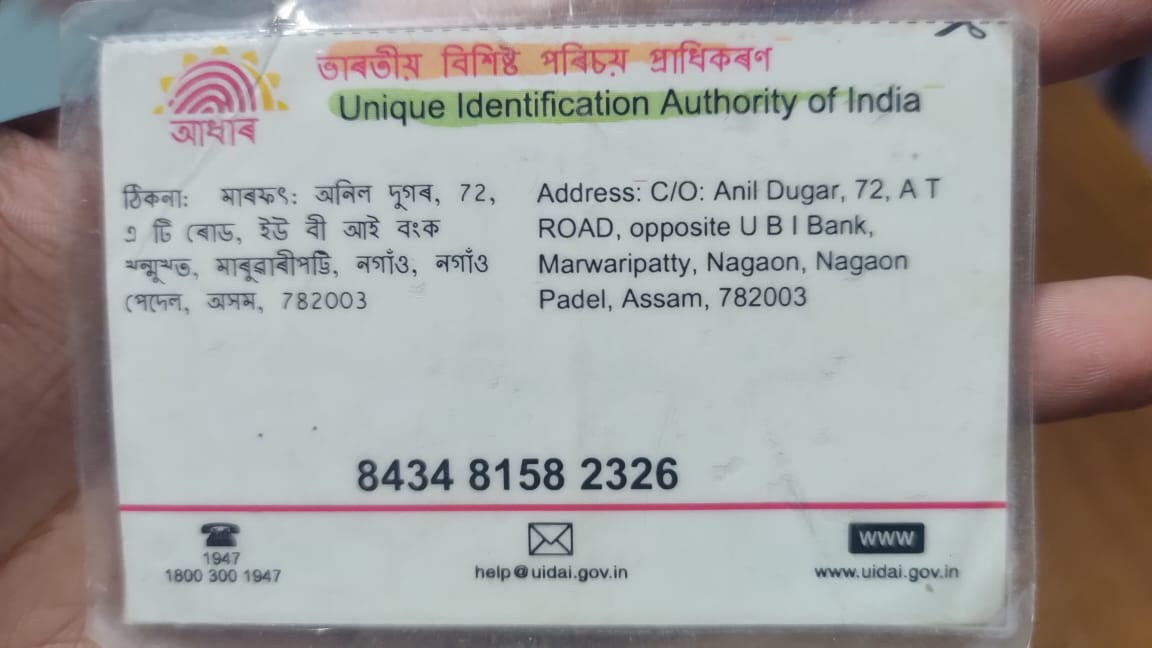 ভাৰতীয় বিশিষ্ট পৰিচয় প্ৰাধিকৰণ
Unique Identification Authority of India
আধাৰ
ঠিকনা: মাৰফৎ: অনিল দূগৰ, 72,
এ টি ৰোড, ইউ বী আই বংক
সন্মুখত, মাৰুৱাৰীপট্টি, নগাঁও, নগাঁও
পেদেল, অসম, 782003
Address: C/O: Anil Dugar, 72, A T
ROAD, opposite U B I Bank,
Marwaripatty, Nagaon, Nagaon
Padel, Assam, 782003
8434 8158 2326
1947
1800 300 1947
help@uidai.gov.in
www
www.uidai.gov.in